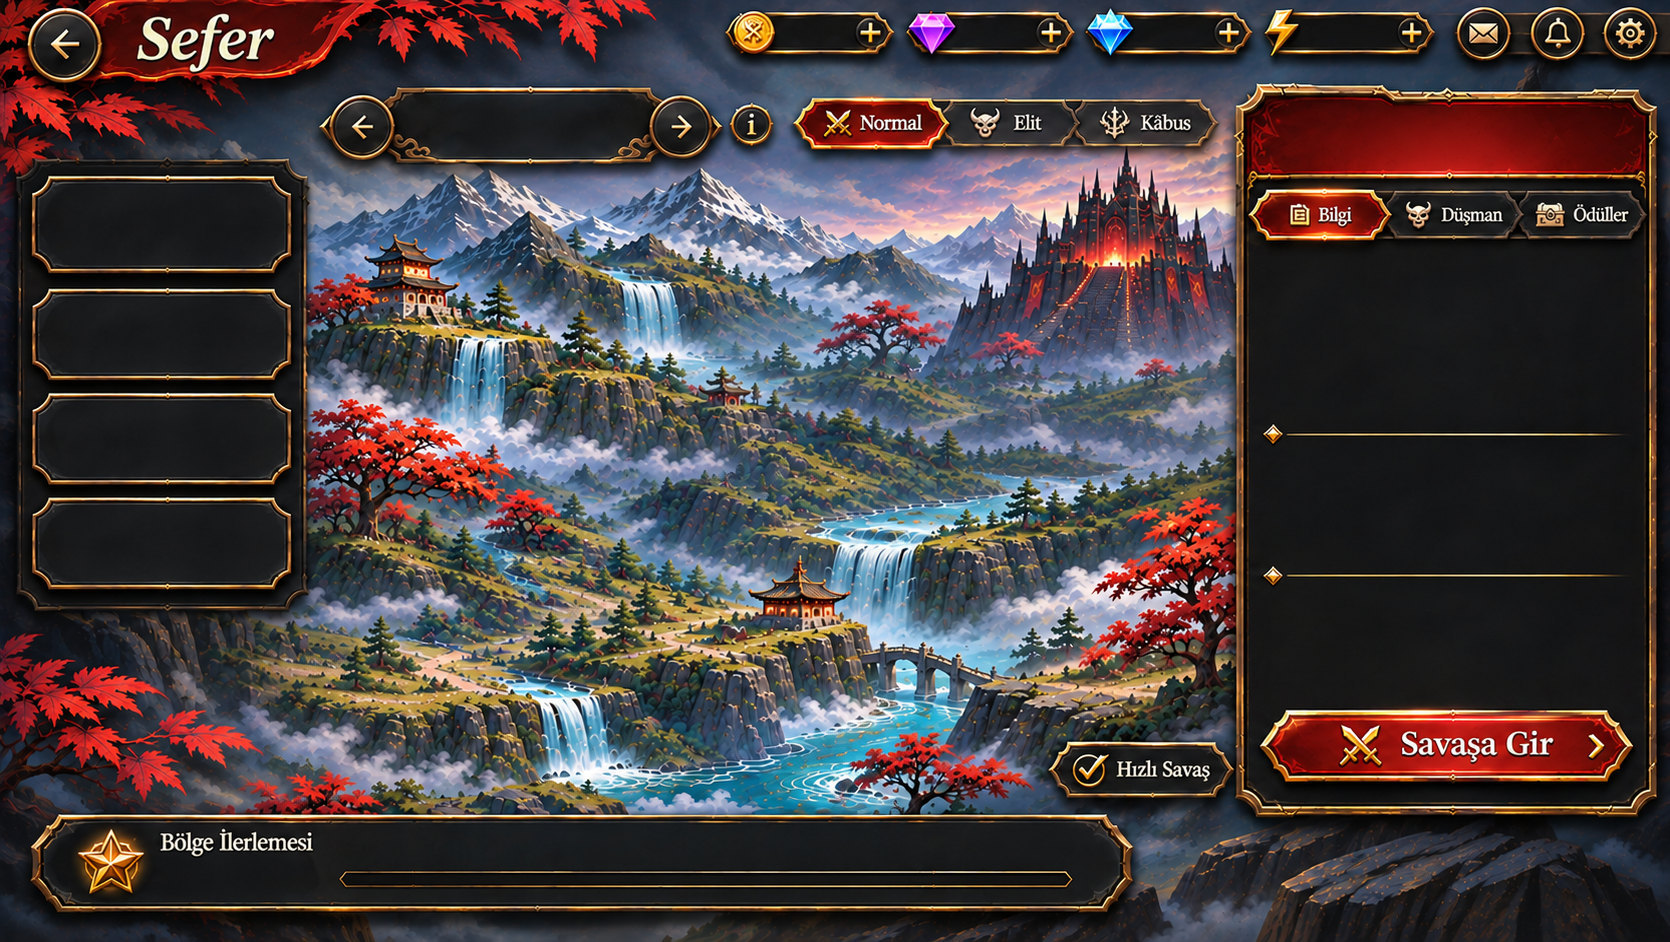 Sefer
Normal
Elit
Kâbus
Bilgi
Düşman
Ödüller
Savaşa Gir
Hızlı Savaş
Bölge İlerlemesi